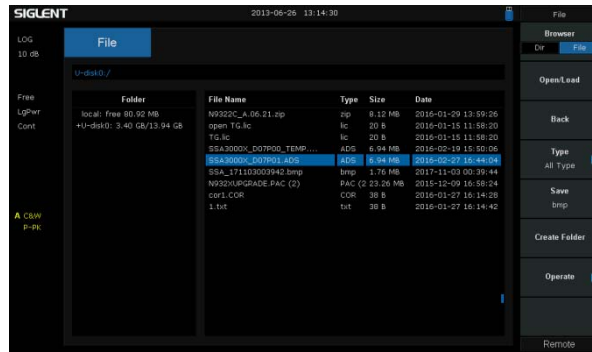 SIGLENT 2013-06-26 13:14:30 File
LOG
10 dB
Free
LgPwr
Cont
A C&W
P-PK
File
U-disk0:/
Folder
local: free 80.92 MB
+U-disk0: 3.40 GB/13.94 GB
File Name Type Size Date
N9322C_A.06.21.zip zip 8.12 MB 2016-01-29 13:59:26
open TG.lic lic 20 B 2016-01-15 11:58:20
TG.lic lic 20 B 2016-01-15 11:58:20
SSA3000X_D07P00_TEMP.... ADS 6.94 MB 2016-02-19 15:50:06
SSA3000X_D07P01.ADS ADS 6.94 MB 2016-02-27 16:44:04
SSA_171103003942.bmp bmp 1.76 MB 2017-11-03 00:39:44
N932XUPGRADE.PAC (2) PAC (2 23.26 MB 2015-12-09 16:58:24
cor1.COR COR 38 B 2016-01-27 16:14:28
1.txt txt 38 B 2016-01-27 16:14:42
Browser
Dir File
Open/Load
Back
Type
All Type
Save
bmp
Create Folder
Operate
Remote